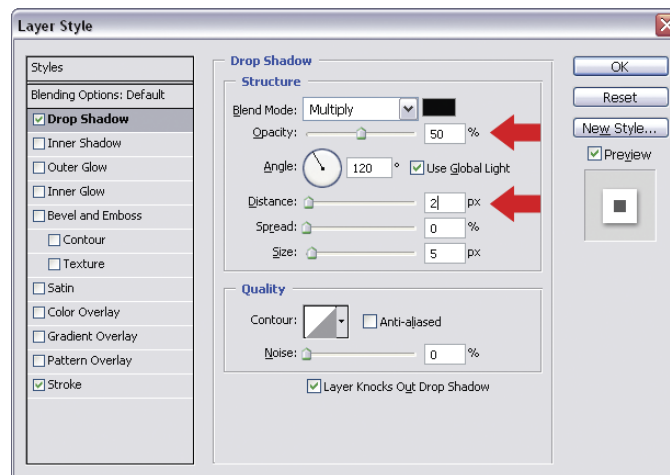 Layer Style
Styles
Blending Options: Default
Drop Shadow
Inner Shadow
Outer Glow
Inner Glow
Bevel and Emboss
Contour
Texture
Satin
Color Overlay
Gradient Overlay
Pattern Overlay
Stroke
Drop Shadow
Structure
Blend Mode: Multiply
Opacity: 50 %
Angle: 120 ° Use Global Light
Distance: 2 px
Spread: 0 %
Size: 5 px
Quality
Contour: Anti-aliased
Noise: 0 %
Layer Knocks Out Drop Shadow
OK
Reset
New Style...
Preview